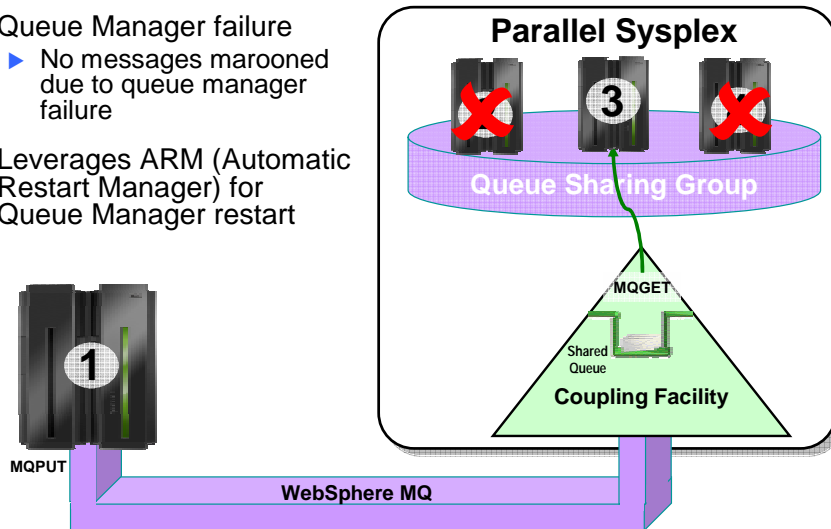 Queue Manager failure
No messages marooned
due to queue manager
failure
Leverages ARM (Automatic
Restart Manager) for
Queue Manager restart
Parallel Sysplex
3
Queue Sharing Group
MQGET
Shared
Queue
Coupling Facility
1
MQPUT
WebSphere MQ